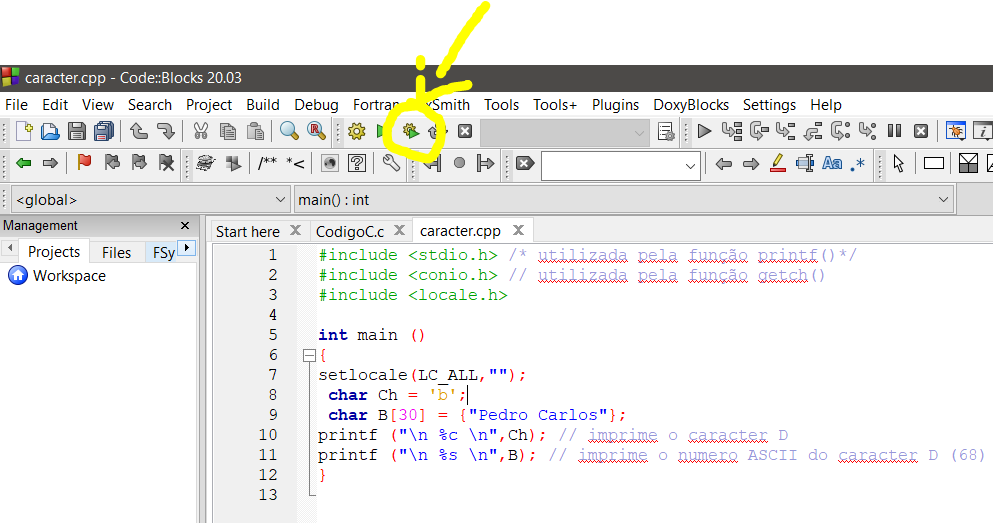 caracter.cpp - Code::Blocks 20.03
File Edit View Search Project Build Debug Fortran xSmith Tools Tools+ Plugins DoxyBlocks Settings Help
/** *<
Aa .*
<global> main() : int
Management
Start here CodigoC.c caracter.cpp
Projects Files FSy
Workspace
1 #include <stdio.h> /* utilizada pela função printf()*/
2 #include <conio.h> // utilizada pela função getch()
3 #include <locale.h>
4
5 int main ()
6 {
7 setlocale(LC_ALL,"");
8 char Ch = 'b';
9 char B[30] = {"Pedro Carlos"};
10 printf ("\n %c \n",Ch); // imprime o caracter D
11 printf ("\n %s \n",B); // imprime o numero ASCII do caracter D (68)
12 }
13